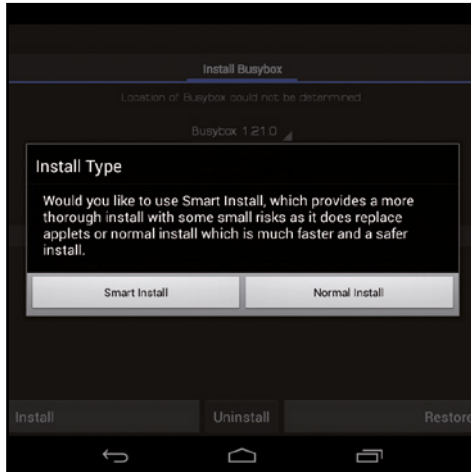 Install Busybox
Location of Busybox could not be determined
Busybox 1.21.0
Install Type
Would you like to use Smart Install, which provides a more
thorough install with some small risks as it does replace
applets or normal install which is much faster and a safer
install.
Smart Install Normal Install
Install Uninstall Restore